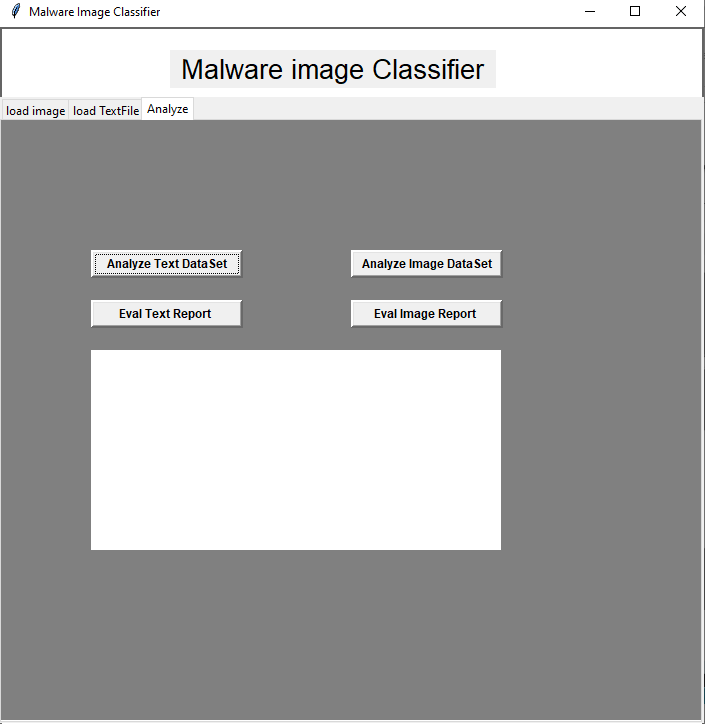 Malware Image Classifier
Malware image Classifier
load image load TextFile Analyze
Analyze Text DataSet Analyze Image DataSet
Eval Text Report Eval Image Report